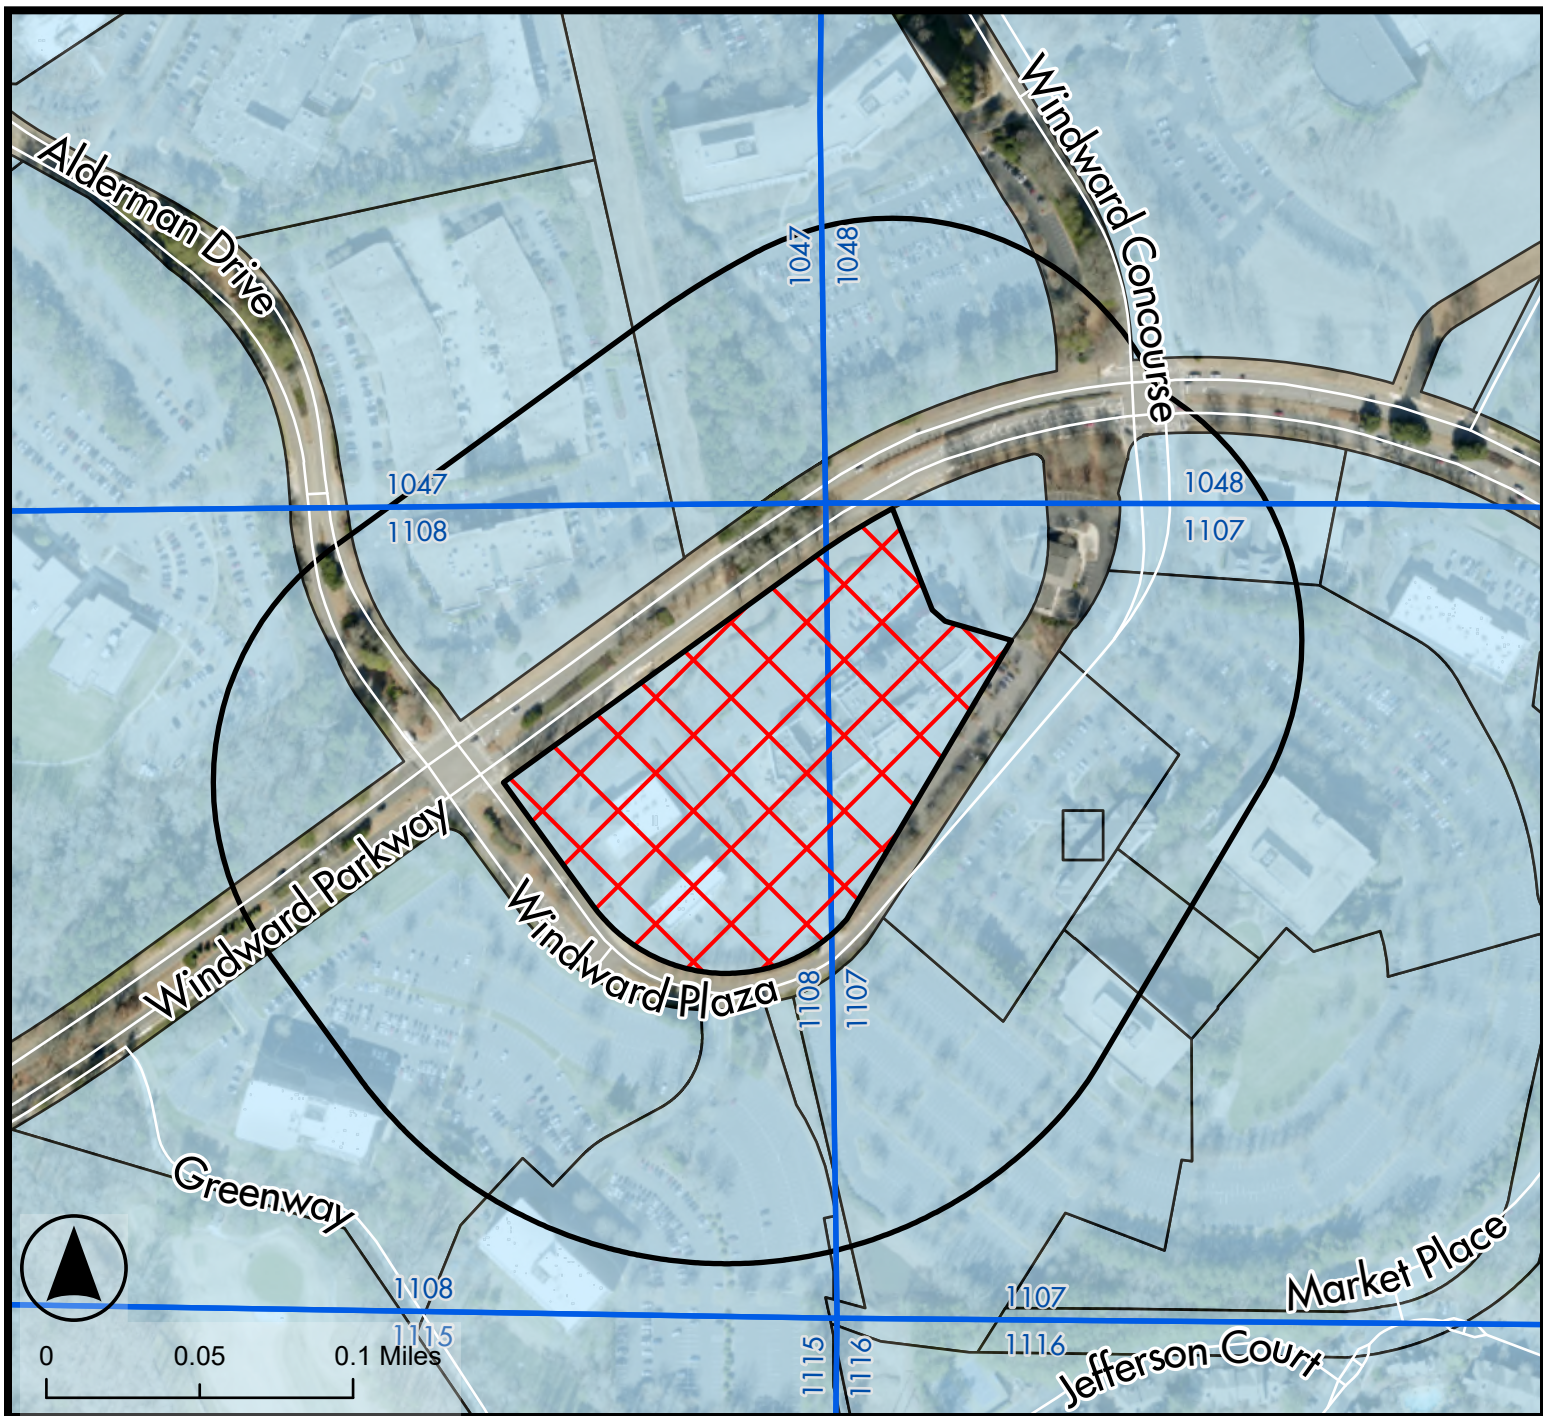 Windward Concourse
Alderman Drive
1047
1048
1047
1048
1108
1107
Windward Parkway
Windward Plaza
1108
1107
Greenway
Market Place
1108
1107
1115
1116
Jefferson Court
1115
1116
0 0.05 0.1 Miles